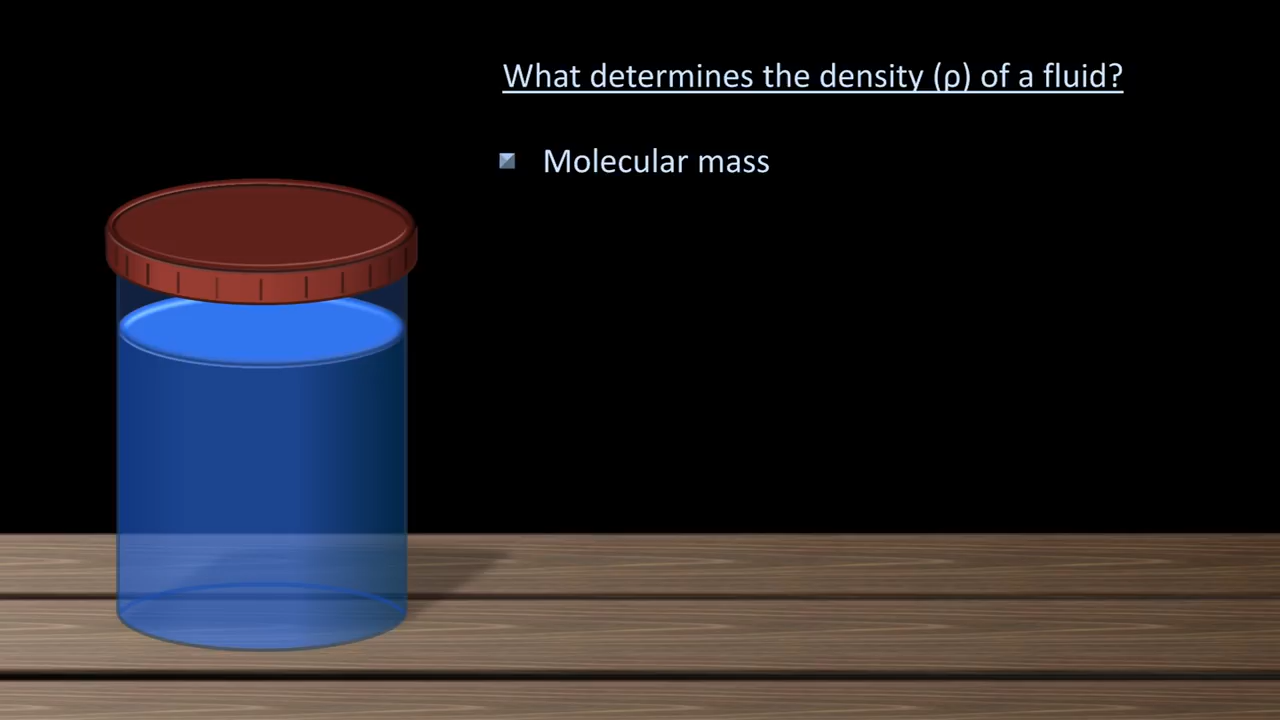 What determines the density (ρ) of a fluid?
Molecular mass